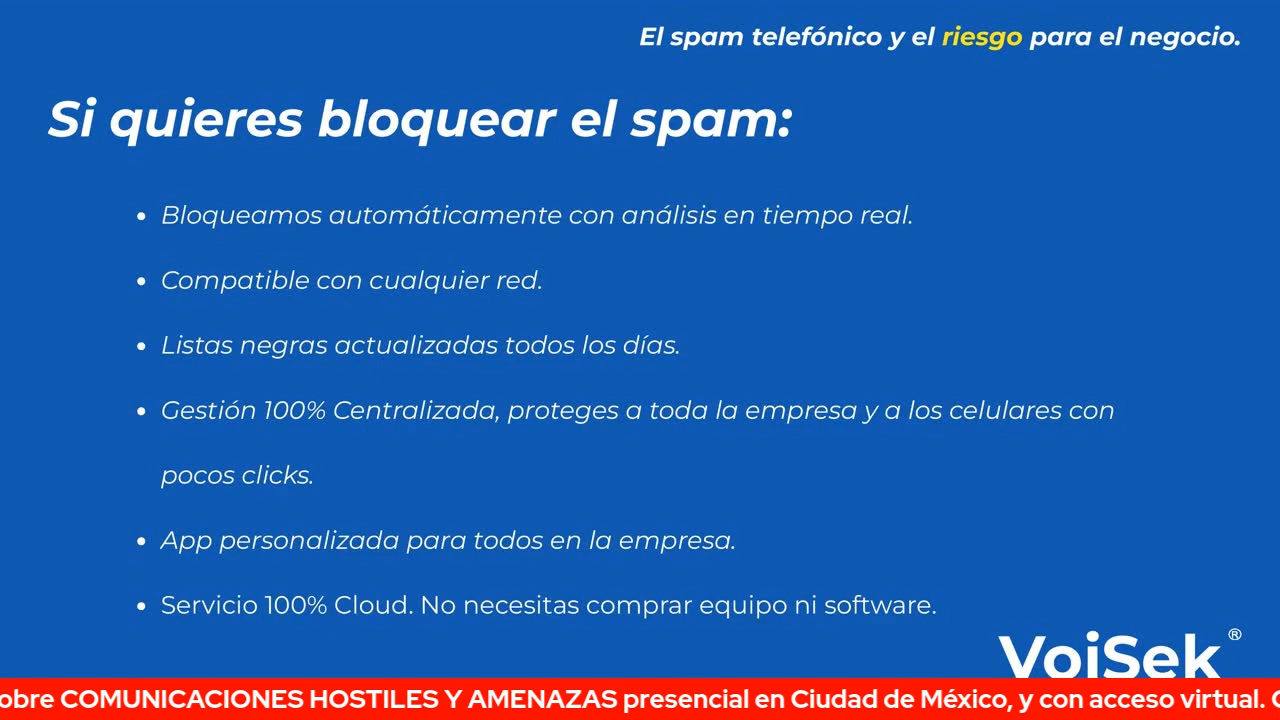 El spam telefónico y el riesgo para el negocio.
Si quieres bloquear el spam:
• Bloqueamos automáticamente con análisis en tiempo real.
• Compatible con cualquier red.
• Listas negras actualizadas todos los días.
• Gestión 100% Centralizada, proteges a toda la empresa y a los celulares con
pocos clicks.
• App personalizada para todos en la empresa.
• Servicio 100% Cloud. No necesitas comprar equipo ni software.
VoiSek®
COMUNICACIONES HOSTILES Y AMENAZAS presencial en Ciudad de México, y con acceso virtual.